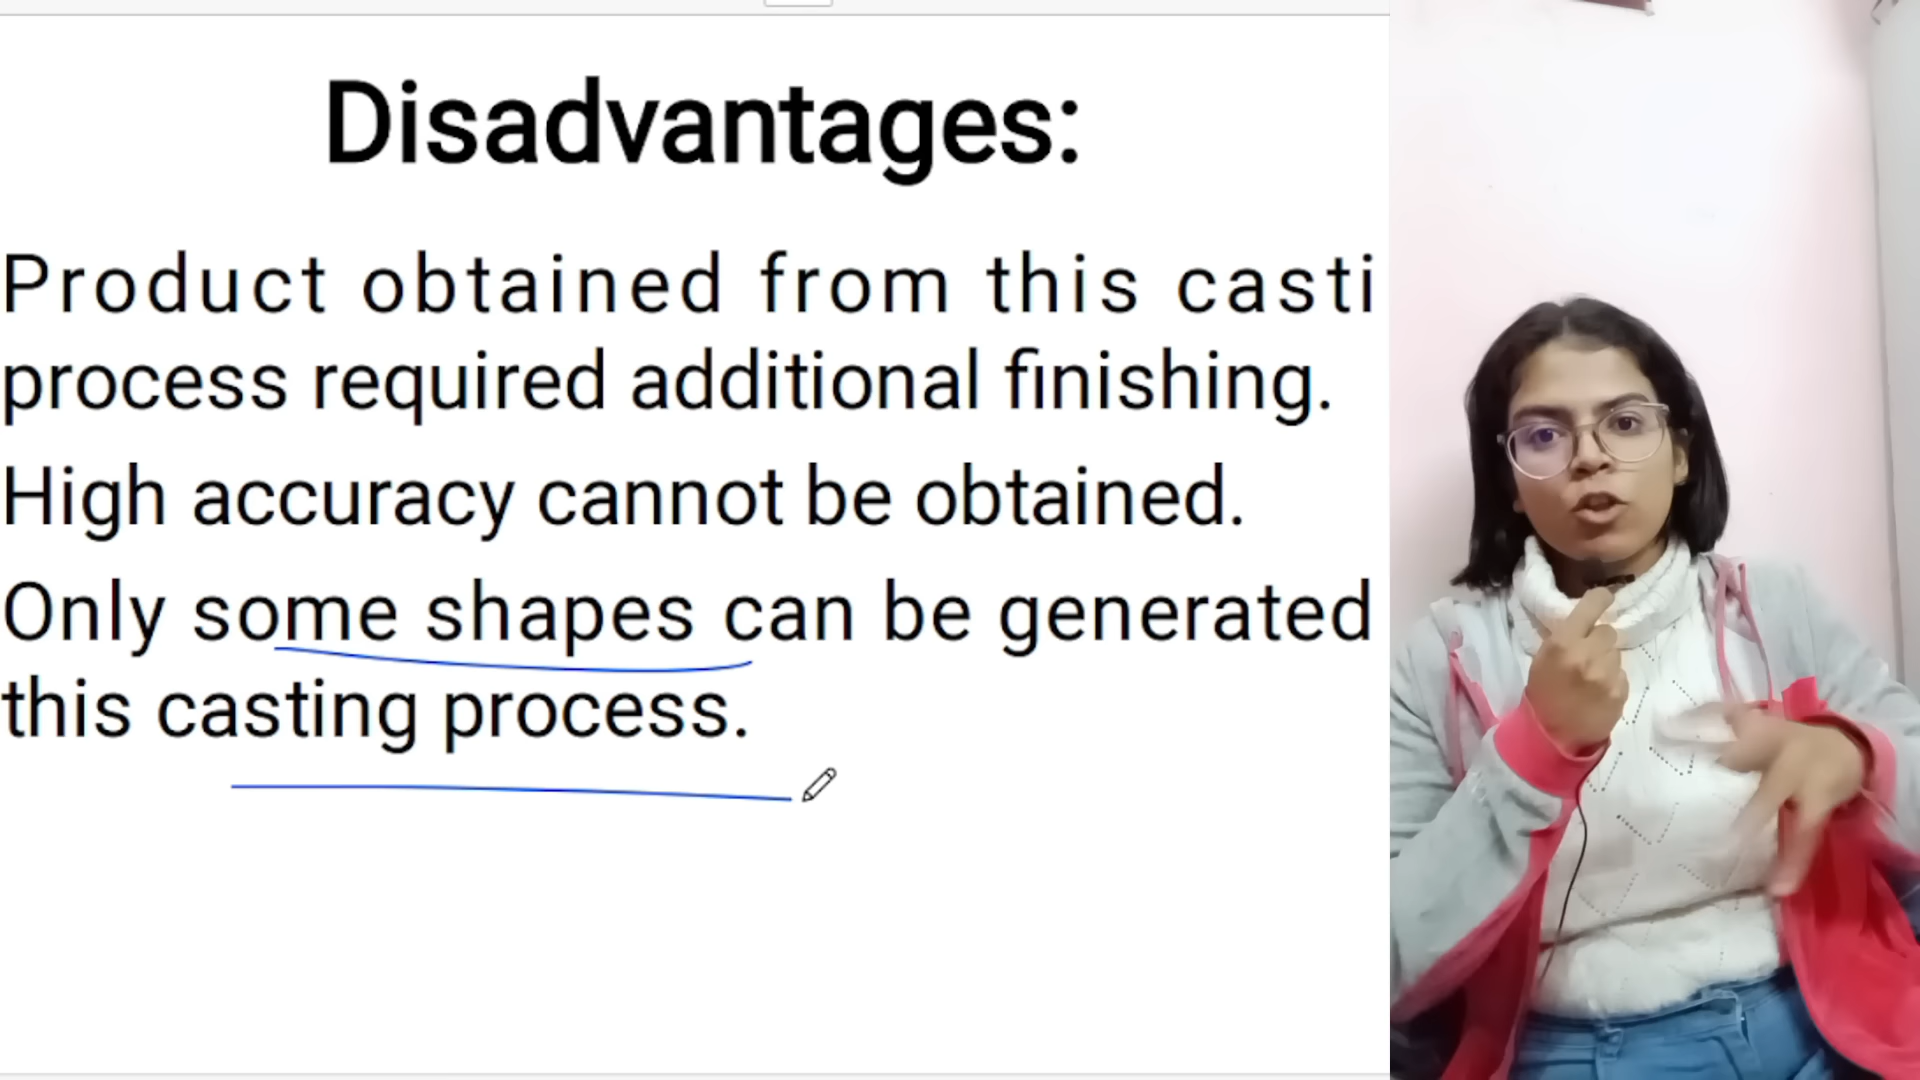 Disadvantages:
Product obtained from this casti
process required additional finishing.
High accuracy cannot be obtained.
Only some shapes can be generated
this casting process.